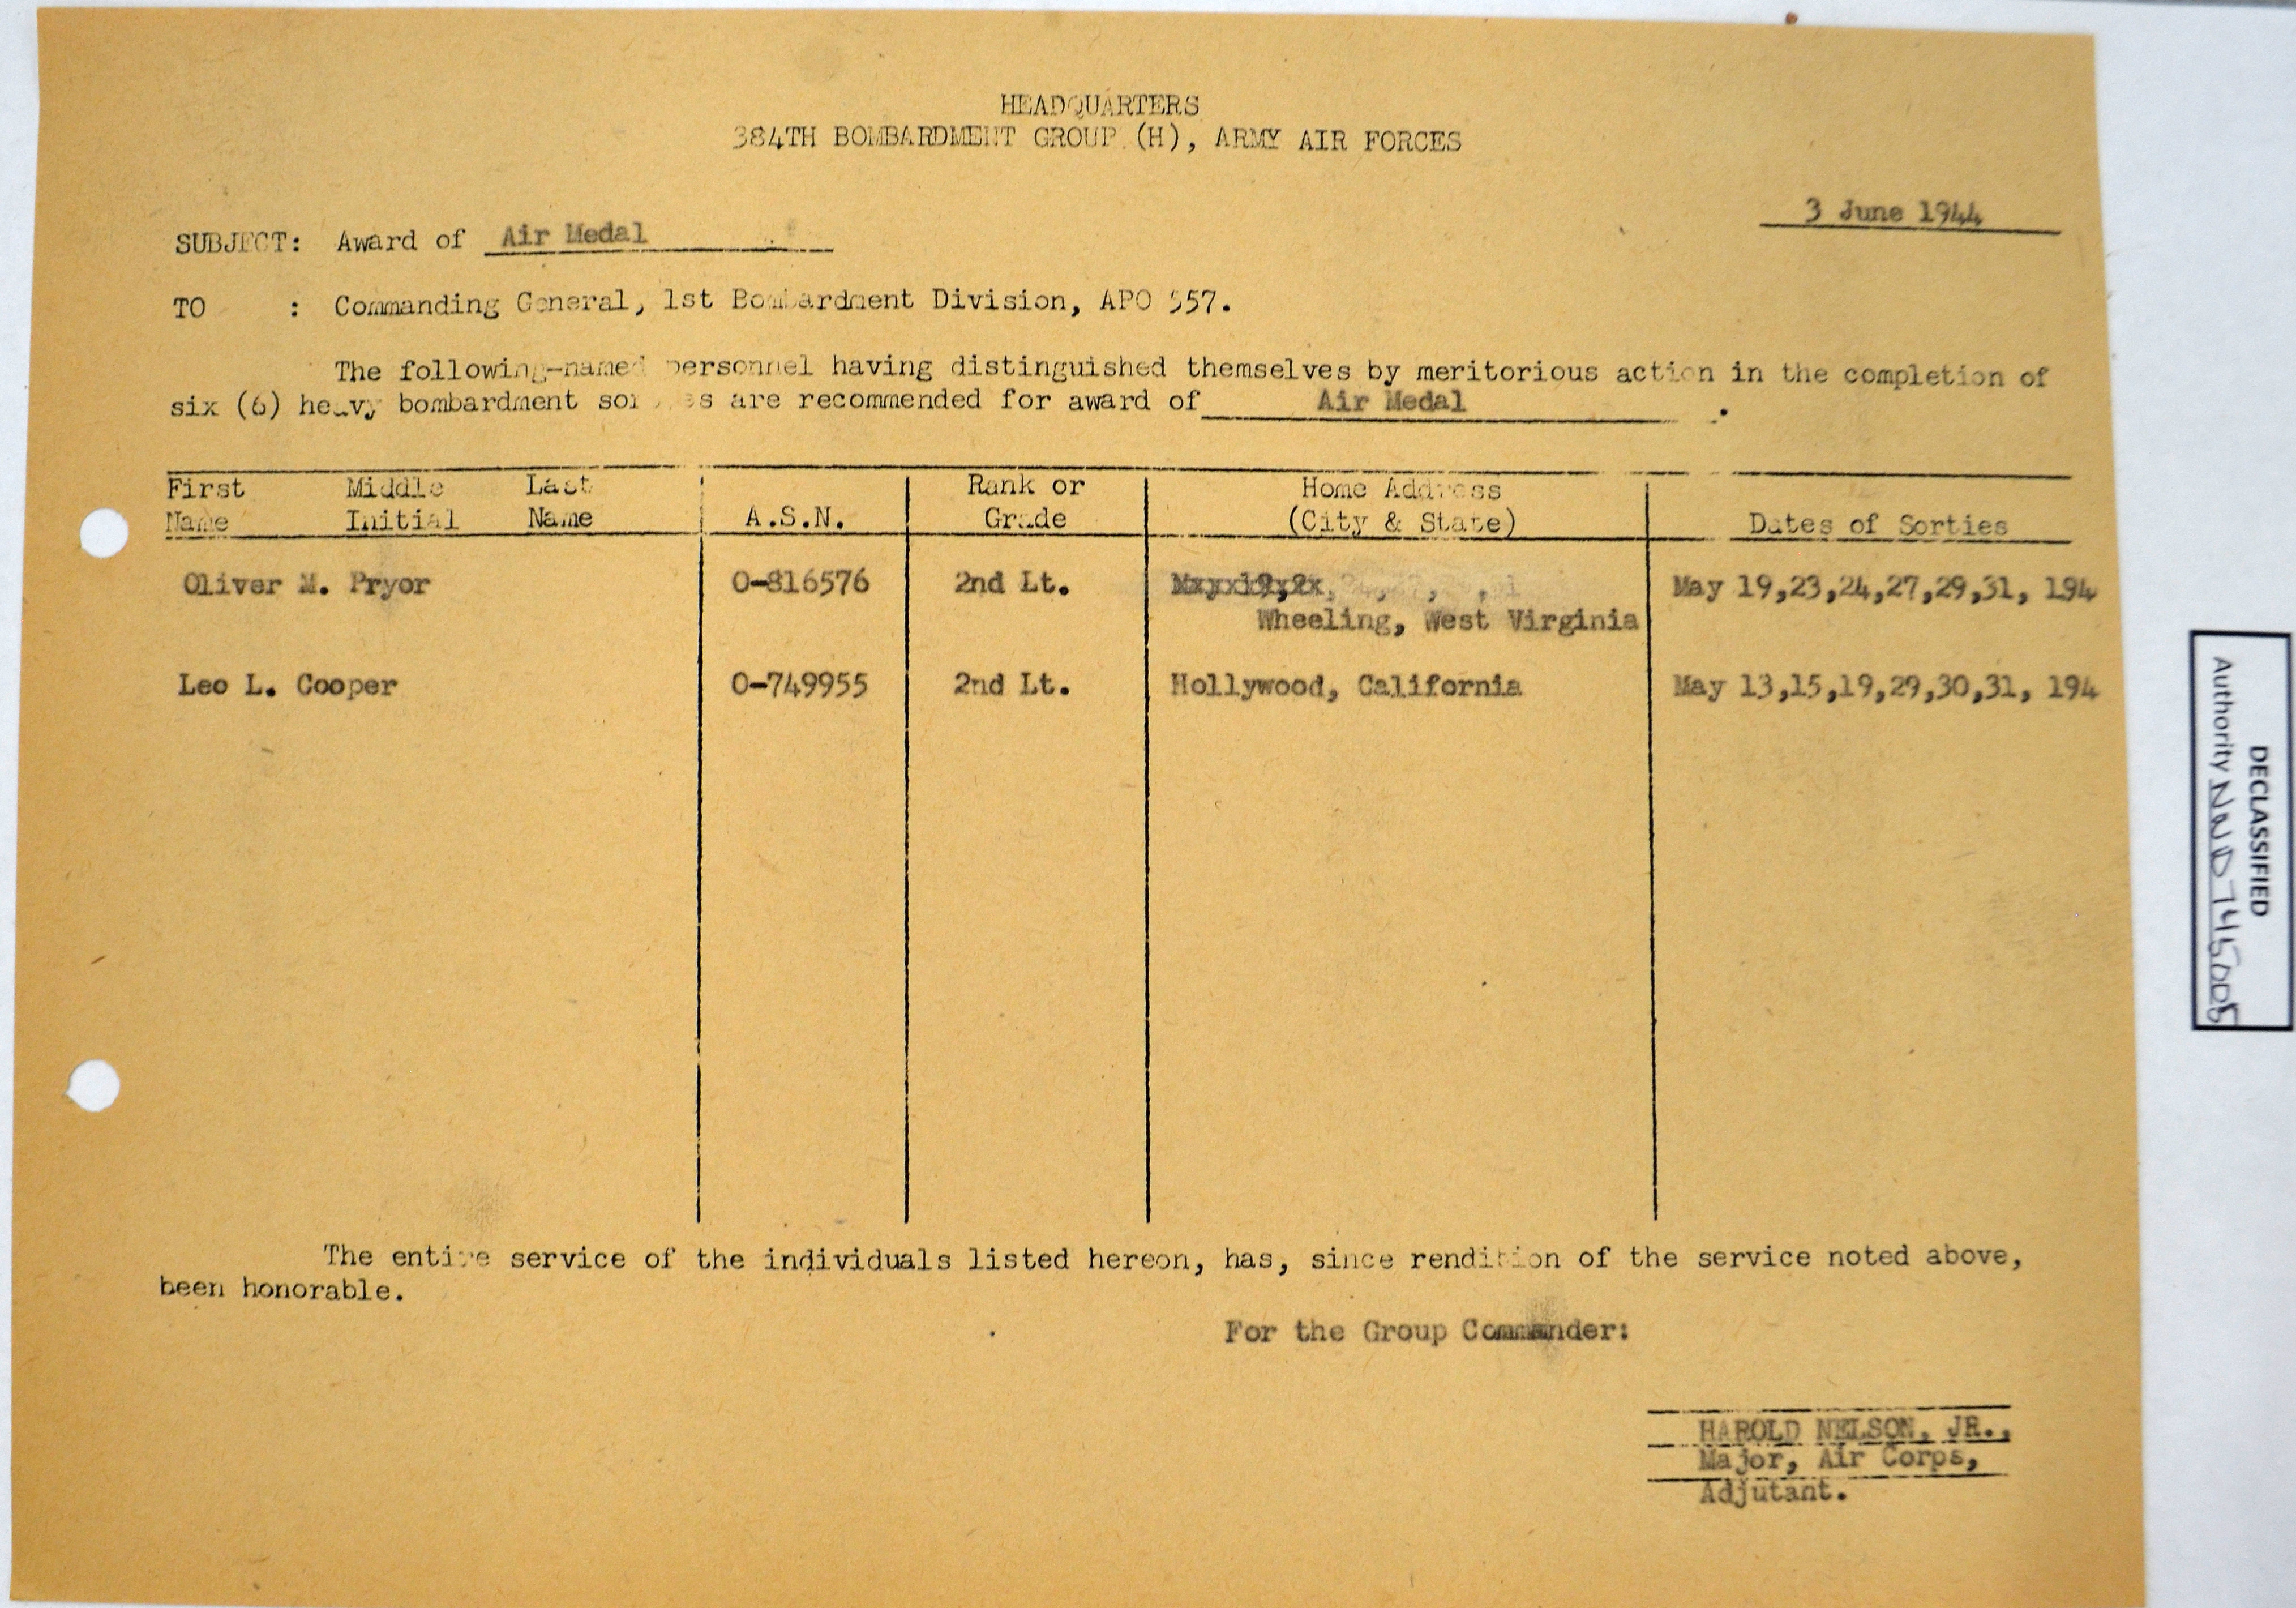 HEADQUARTERS
384TH BOMBARDMENT GROUP (H), ARMY AIR FORCES
3 June 1944
SUBJECT: Award of Air Medal
TO : Commanding General, 1st Bombardment Division, APO 557.
The following-named personnel having distinguished themselves by meritorious action in the completion of
six (6) heavy bombardment sorties are recommended for award of Air Medal .
First Middle Last Rank or Home Address
Name Initial Name A.S.N. Grade (City & State) Dates of Sorties
Oliver M. Pryor 0-816576 2nd Lt. May 19,23,24,27,29,31, 194
Wheeling, West Virginia
Leo L. Cooper 0-749955 2nd Lt. Hollywood, California May 13,15,19,29,30,31, 194
The entire service of the individuals listed hereon, has, since rendition of the service noted above,
been honorable.
For the Group Commander:
HAROLD NELSON, JR.,
Major, Air Corps,
Adjutant.
DECLASSIFIED
Authority NND745005